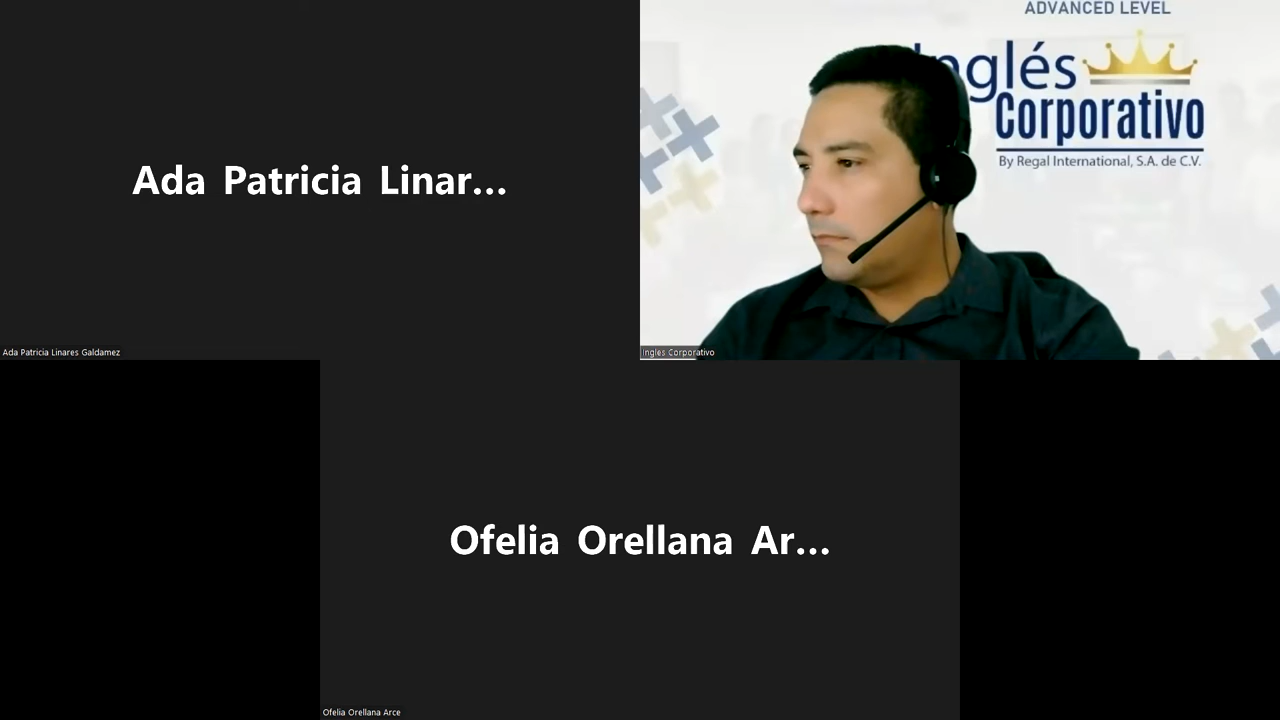 Ada Patricia Linar...
Ada Patricia Linares Galdamez
ADVANCED LEVEL
Inglés
Corporativo
By Regal International, S.A. de C.V.
Ingles Corporativo
Ofelia Orellana Ar...
Ofelia Orellana Arce